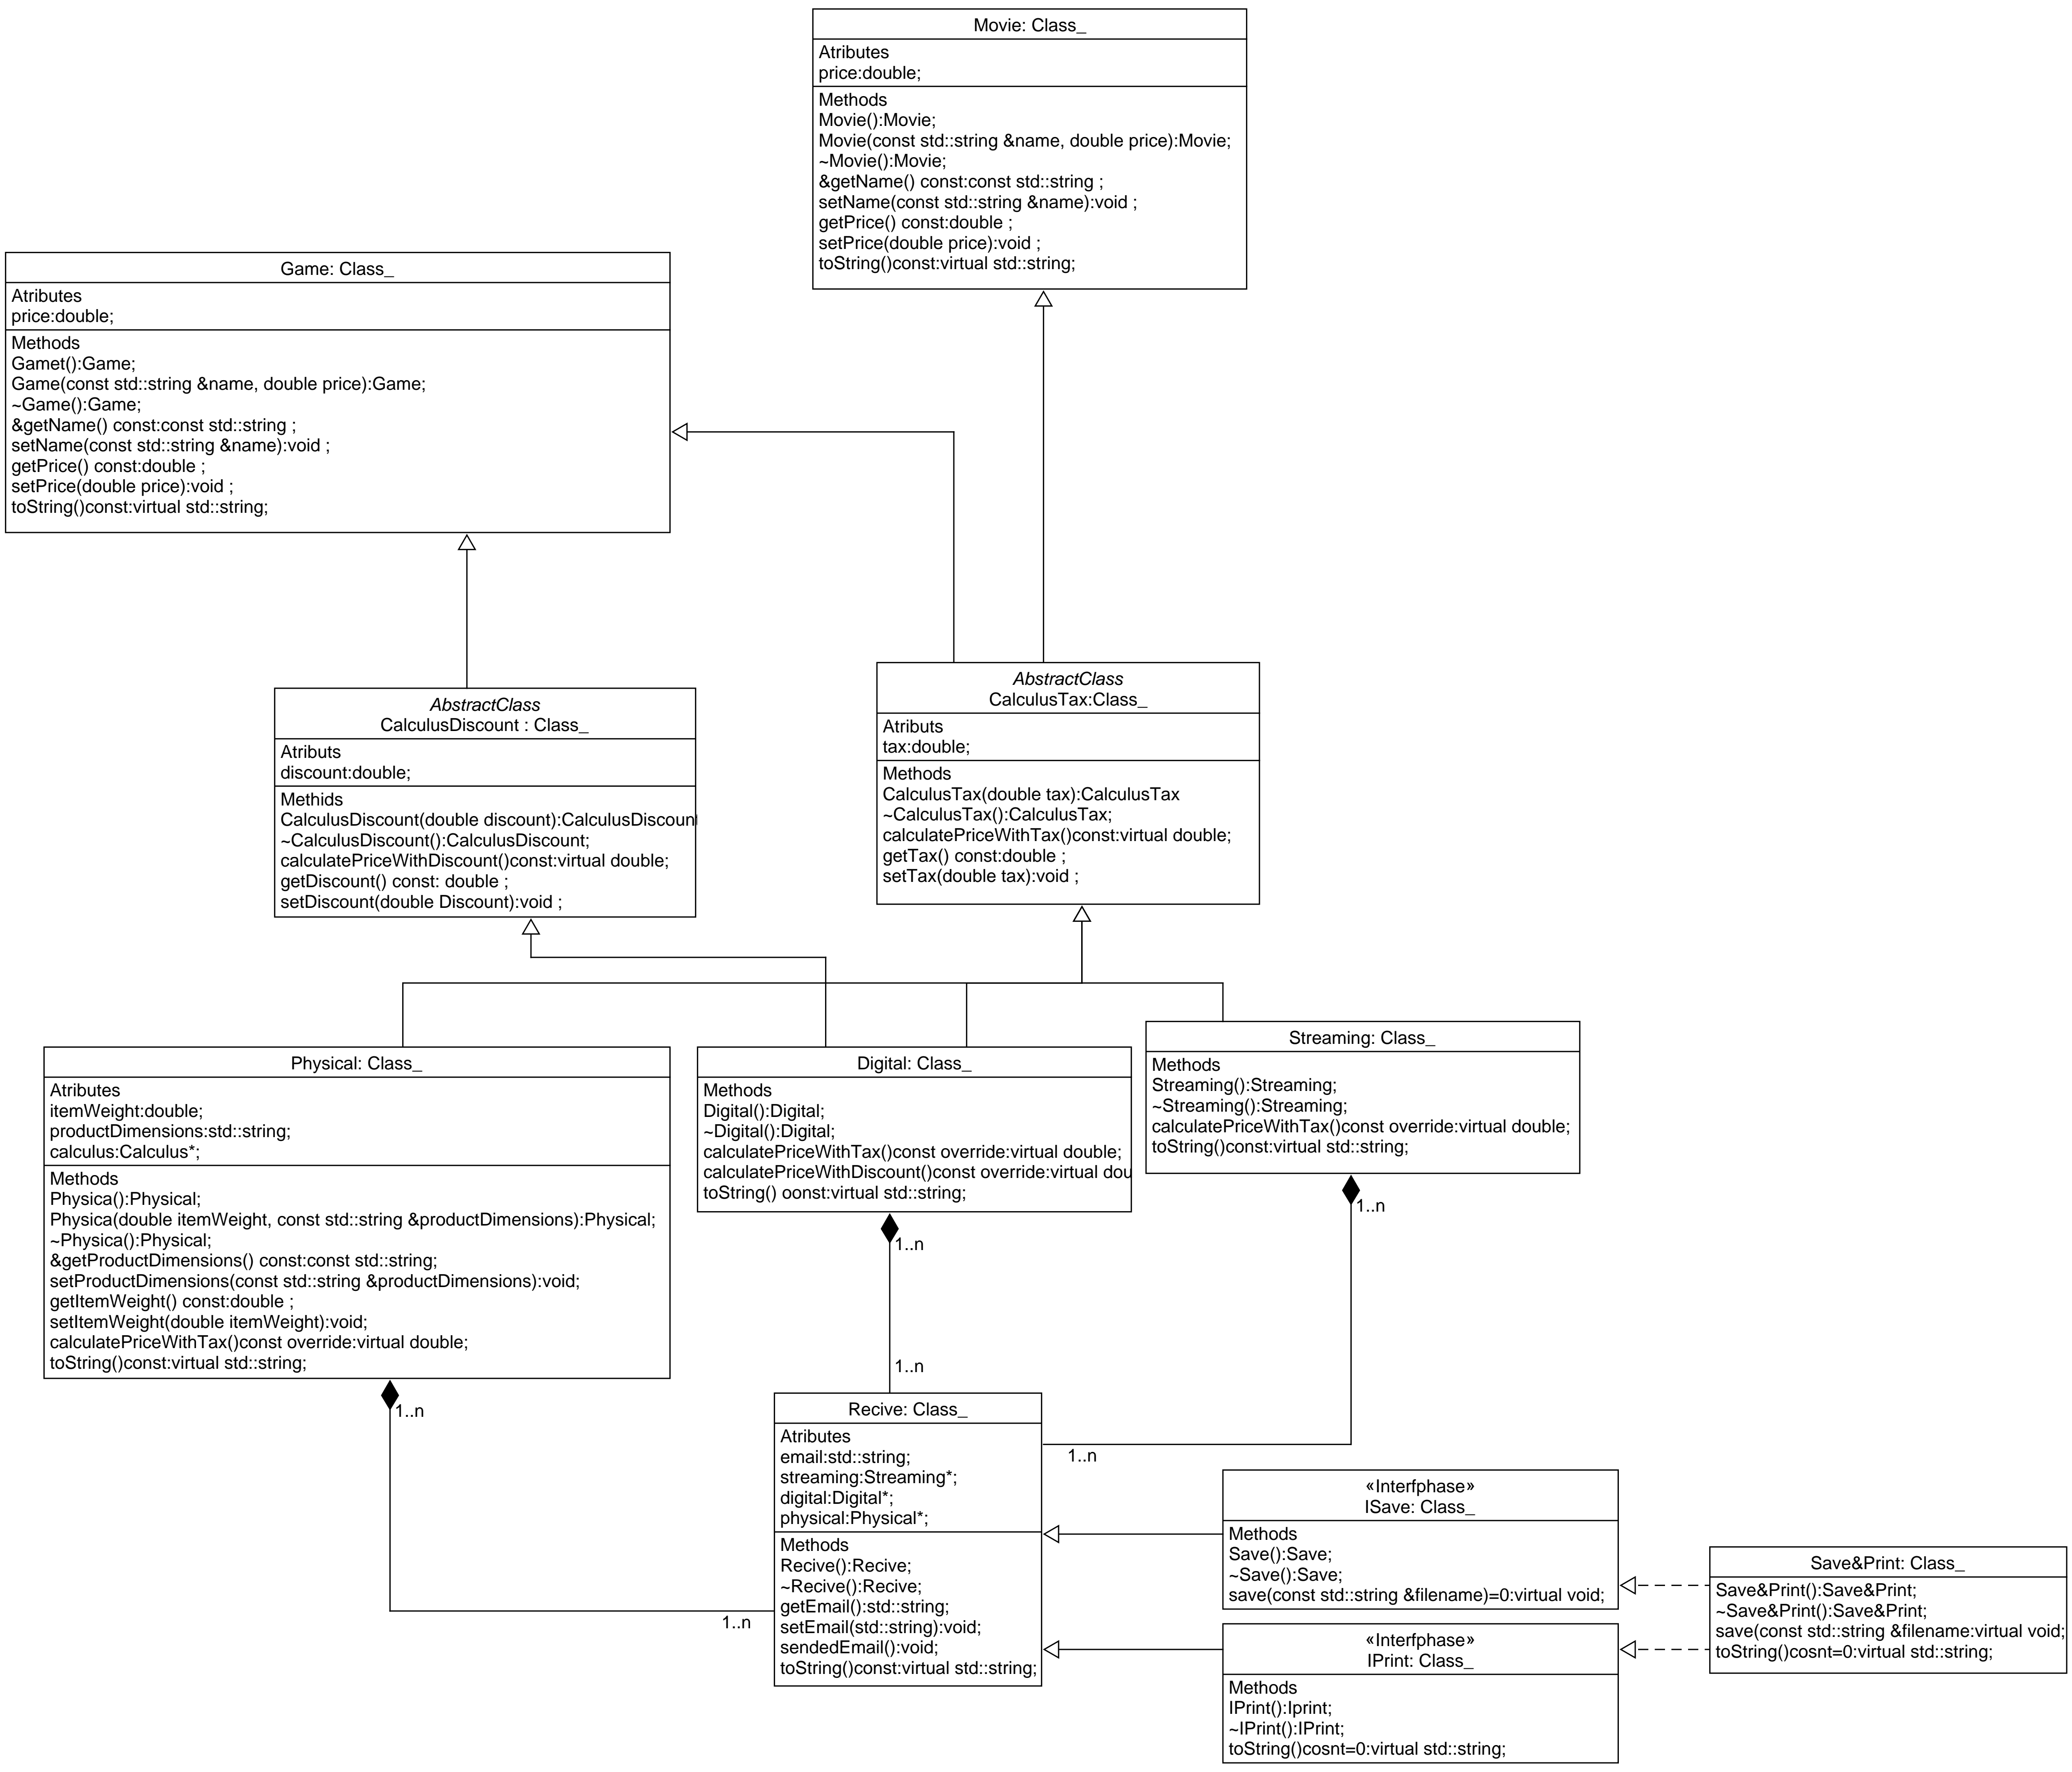 Movie: Class_
Atributes
price:double;
Methods
Movie():Movie;
Movie(const std::string &name, double price):Movie;
~Movie():Movie;
&getName() const:const std::string ;
setName(const std::string &name):void ;
getPrice() const:double ;
setPrice(double price):void ;
toString()const:virtual std::string;
Game: Class_
Atributes
price:double;
Methods
Gamet():Game;
Game(const std::string &name, double price):Game;
~Game():Game;
&getName() const:const std::string ;
setName(const std::string &name):void ;
getPrice() const:double ;
setPrice(double price):void ;
toString()const:virtual std::string;
AbstractClass
CalculusDiscount : Class_
Atributs
discount:double;
Methids
CalculusDiscount(double discount):CalculusDiscount
~CalculusDiscount():CalculusDiscount;
calculatePriceWithDiscount()const:virtual double;
getDiscount() const: double ;
setDiscount(double Discount):void ;
AbstractClass
CalculusTax:Class_
Atributs
tax:double;
Methods
CalculusTax(double tax):CalculusTax
~CalculusTax():CalculusTax;
calculatePriceWithTax()const:virtual double;
getTax() const:double ;
setTax(double tax):void ;
Physical: Class_
Atributes
itemWeight:double;
productDimensions:std::string;
calculus:Calculus*;
Methods
Physica():Physical;
Physica(double itemWeight, const std::string &productDimensions):Physical;
~Physica():Physical;
&getProductDimensions() const:const std::string;
setProductDimensions(const std::string &productDimensions):void;
getItemWeight() const:double ;
setItemWeight(double itemWeight):void;
calculatePriceWithTax()const override:virtual double;
toString()const:virtual std::string;
Digital: Class_
Methods
Digital():Digital;
~Digital():Digital;
calculatePriceWithTax()const override:virtual double;
calculatePriceWithDiscount()const override:virtual dou
toString() oonst:virtual std::string;
Streaming: Class_
Methods
Streaming():Streaming;
~Streaming():Streaming;
calculatePriceWithTax()const override:virtual double;
toString()const:virtual std::string;
1..n
1..n
1..n
1..n
1..n
1..n
Recive: Class_
Atributes
email:std::string;
streaming:Streaming*;
digital:Digital*;
physical:Physical*;
Methods
Recive():Recive;
~Recive():Recive;
getEmail():std::string;
setEmail(std::string):void;
sendedEmail():void;
toString()const:virtual std::string;
«Interfphase»
ISave: Class_
Methods
Save():Save;
~Save():Save;
save(const std::string &filename)=0:virtual void;
«Interfphase»
IPrint: Class_
Methods
IPrint():Iprint;
~IPrint():IPrint;
toString()cosnt=0:virtual std::string;
Save&Print: Class_
Save&Print():Save&Print;
~Save&Print():Save&Print;
save(const std::string &filename:virtual void;
toString()cosnt=0:virtual std::string;